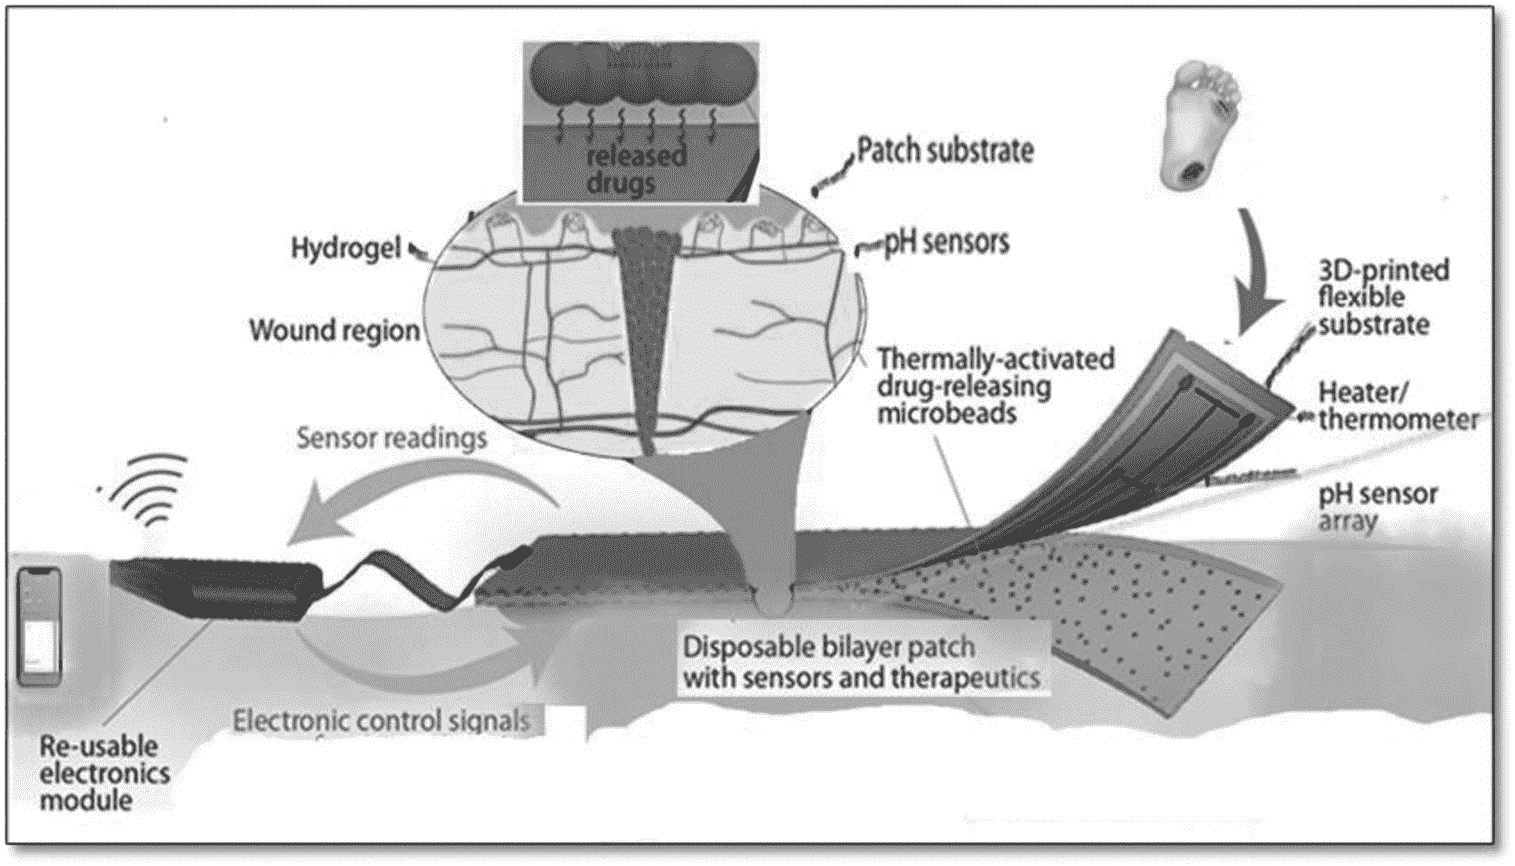 released
drugs
Patch substrate
Hydrogel
pH sensors
Wound region
3D-printed
flexible
substrate
Thermally-activated
drug-releasing
microbeads
Heater/
thermometer
Sensor readings
pH sensor
array
Disposable bilayer patch
with sensors and therapeutics
Electronic control signals
Re-usable
electronics
module